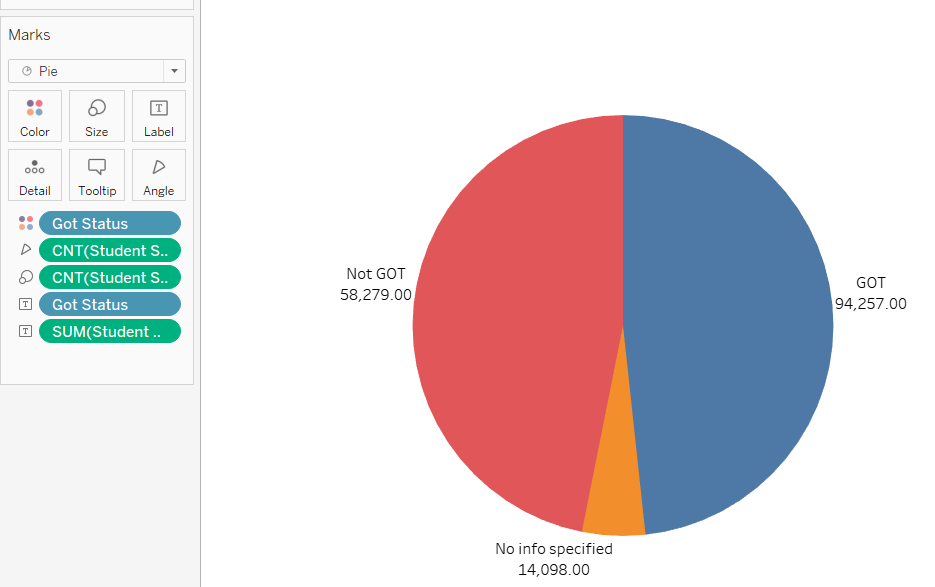 Marks
Pie
Color
Size
Label
Detail
Tooltip
Angle
Got Status
CNT(Student S..
CNT(Student S..
Got Status
SUM(Student ..
Not GOT
58,279.00
GOT
94,257.00
No info specified
14,098.00